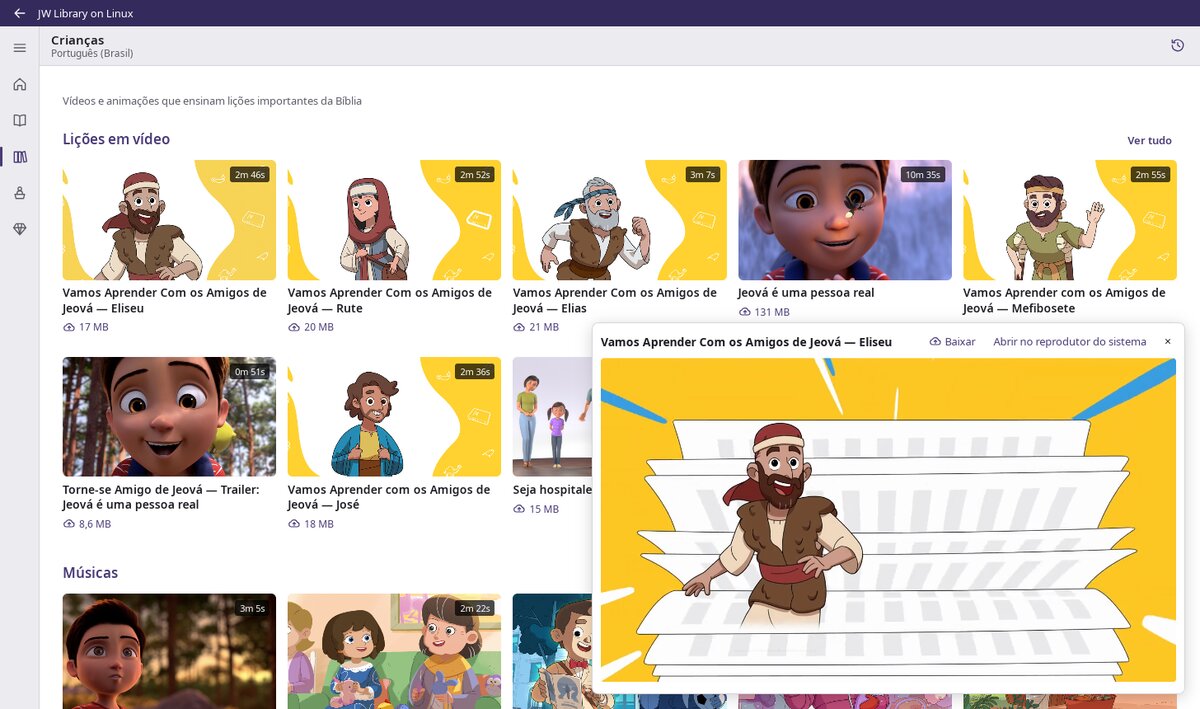 JW Library on Linux
Crianças
Português (Brasil)
Vídeos e animações que ensinam lições importantes da Bíblia
Lições em vídeo
Ver tudo
2m 46s
2m 52s
3m 7s
10m 35s
2m 55s
Vamos Aprender Com os Amigos de
Jeová — Eliseu
17 MB
Vamos Aprender Com os Amigos de
Jeová — Rute
20 MB
Vamos Aprender Com os Amigos de
Jeová — Elias
21 MB
Jeová é uma pessoa real
131 MB
Vamos Aprender com os Amigos de
Jeová — Mefibosete
Vamos Aprender Com os Amigos de Jeová — Eliseu
Baixar
Abrir no reprodutor do sistema
×
0m 51s
2m 36s
Torne-se Amigo de Jeová — Trailer:
Jeová é uma pessoa real
8,6 MB
Vamos Aprender com os Amigos de
Jeová — José
18 MB
Seja hospitale
15 MB
Músicas
3m 5s
2m 22s